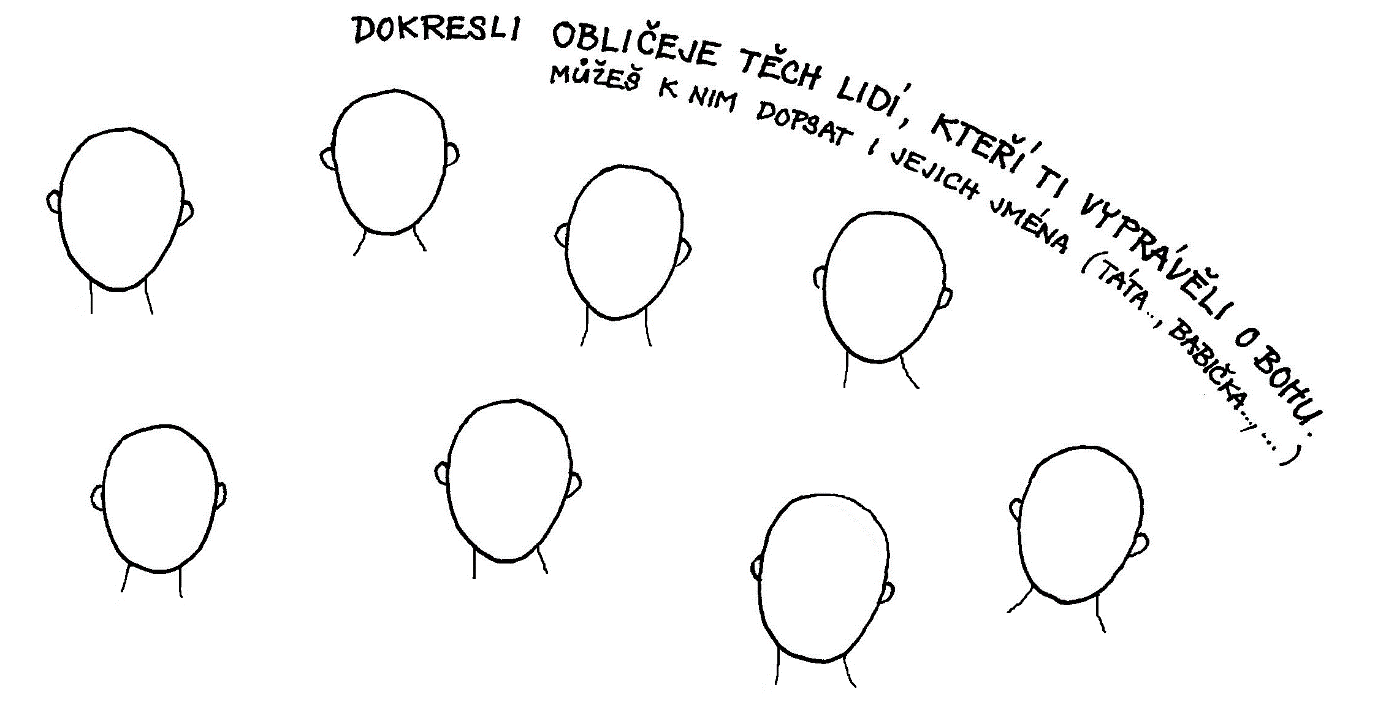 DOKRESLI OBLIČEJE TĚCH LIDÍ, KTEŘÍ TI VYPRÁVĚLI O BOHU.
MŮŽEŠ K NIM DOPSAT I JEJICH JMÉNA (TÁTA.., BABIČKA..., ...)